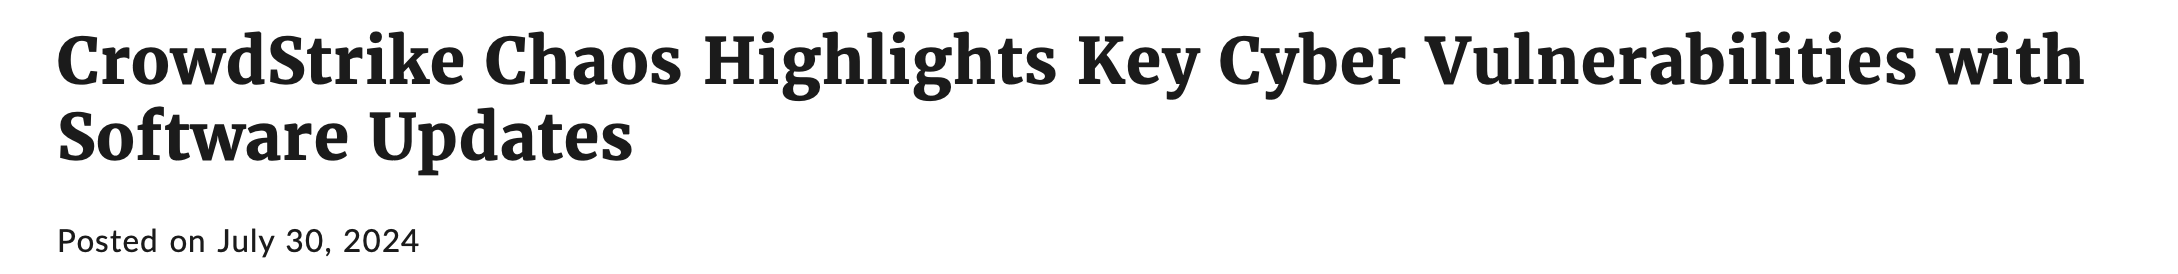 CrowdStrike Chaos Highlights Key Cyber Vulnerabilities with
Software Updates
Posted on July 30, 2024